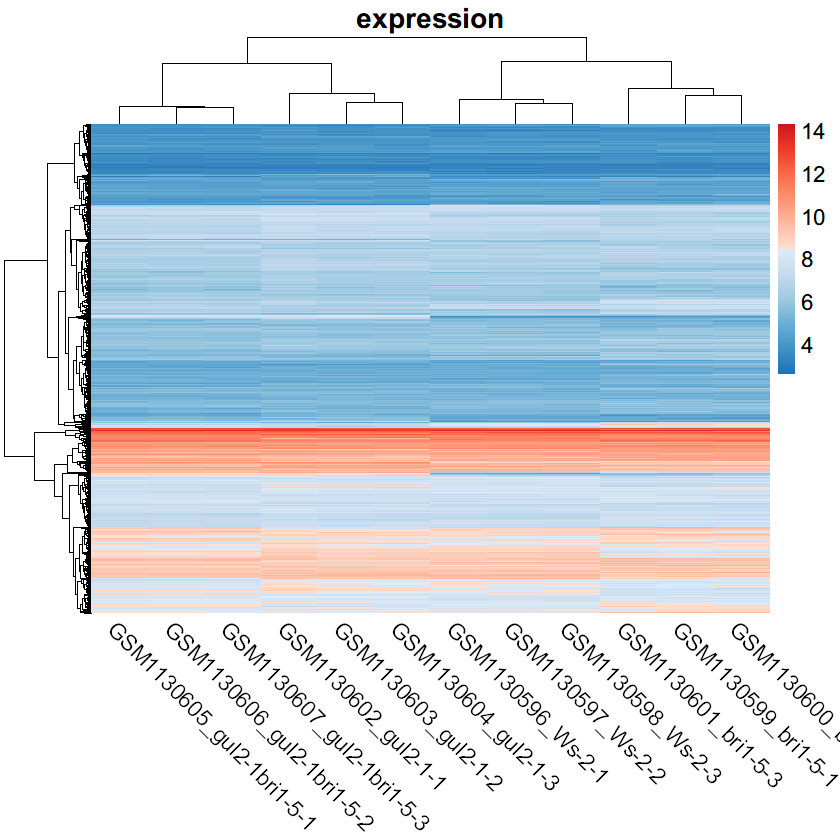 expression
14
12
10
8
6
4
GSM1130605_gul2-1bri1-5-1
GSM1130606_gul2-1bri1-5-2
GSM1130607_gul2-1bri1-5-3
GSM1130602_gul2-1-1
GSM1130603_gul2-1-2
GSM1130604_gul2-1-3
GSM1130596_Ws-2-1
GSM1130597_Ws-2-2
GSM1130598_Ws-2-3
GSM1130601_bri1-5-3
GSM1130599_bri1-5-1
GSM1130600_b